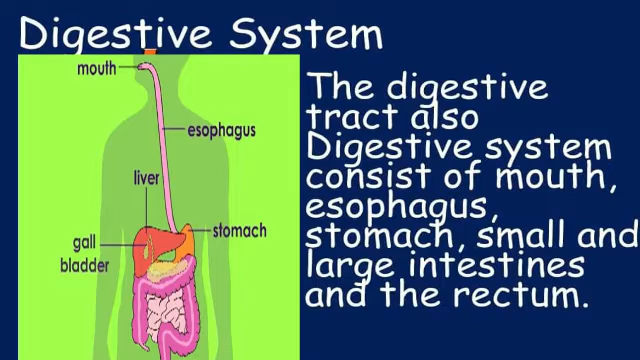 Digestive System
mouth
esophagus
liver
stomach
gall
bladder
The digestive
tract also
Digestive system
consist of mouth,
esophagus,
stomach, small and
large intestines
and the rectum.